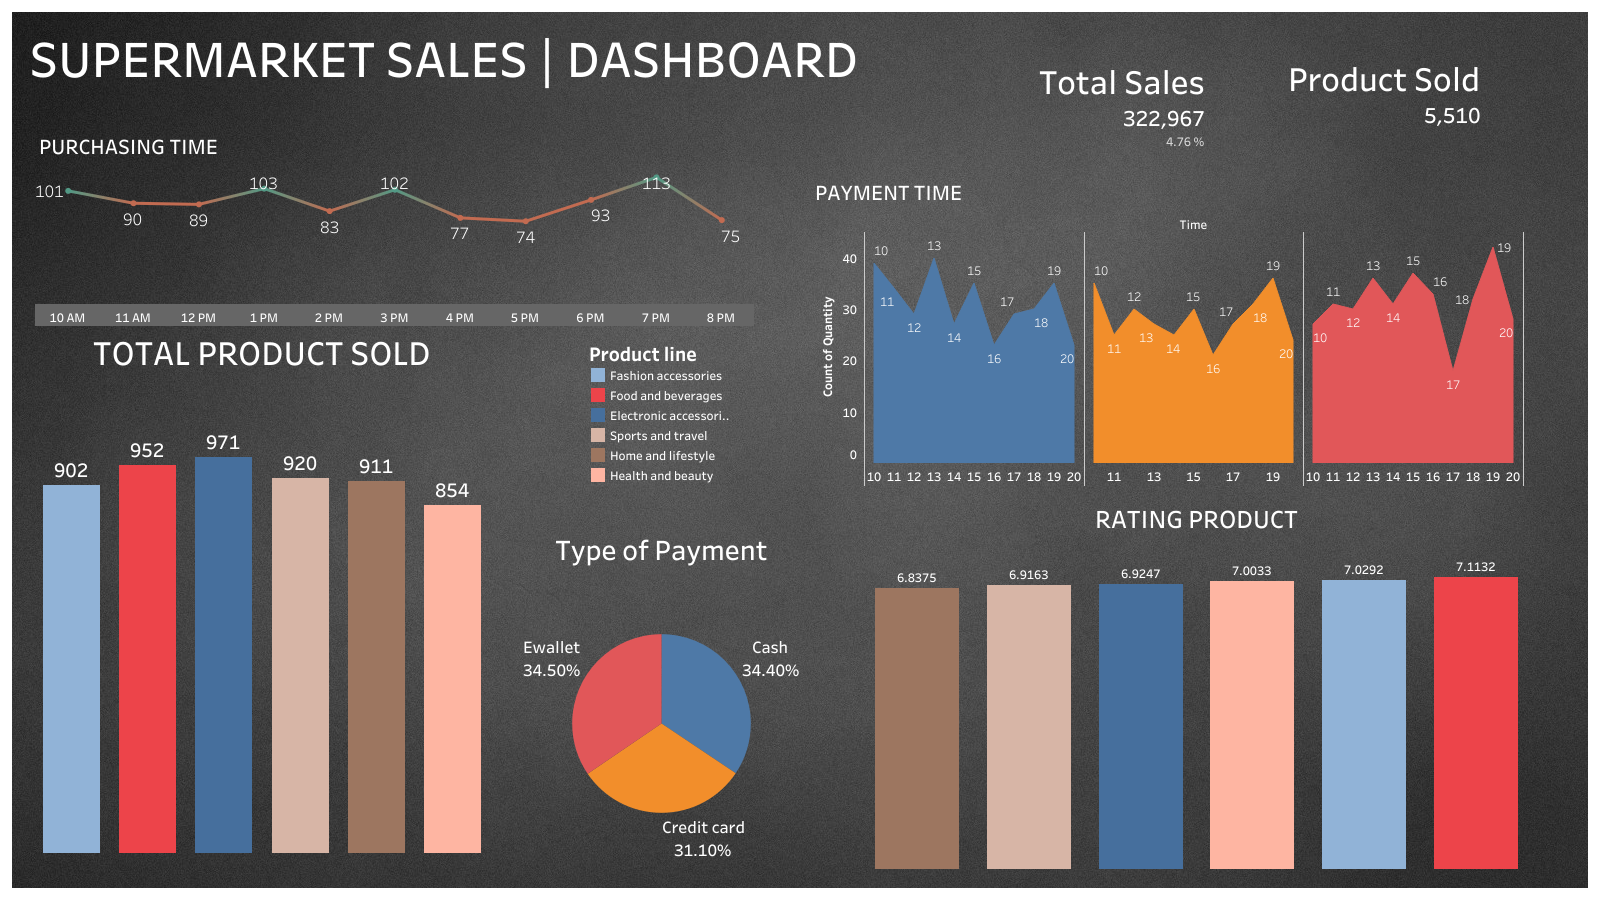 SUPERMARKET SALES | DASHBOARD
Total Sales
322,967
4.76 %
Product Sold
5,510
PURCHASING TIME
101 90 89 103 83 102 77 74 93 113 75
10 AM 11 AM 12 PM 1 PM 2 PM 3 PM 4 PM 5 PM 6 PM 7 PM 8 PM
PAYMENT TIME
Time
Count of Quantity
40
30
20
10
0
10 11 12 13 14 15 16 17 18 19 20
10 11 12 13 14 15 16 17 18 19 20
10 11 12 13 14 15 16 17 18 19 20
10 11 12 13 14 15 16 17 18 19 20 11 13 15 17 19 10 11 12 13 14 15 16 17 18 19 20
TOTAL PRODUCT SOLD
902 952 971 920 911 854
Product line
Fashion accessories
Food and beverages
Electronic accessori..
Sports and travel
Home and lifestyle
Health and beauty
Type of Payment
Ewallet
34.50%
Cash
34.40%
Credit card
31.10%
RATING PRODUCT
6.8375 6.9163 6.9247 7.0033 7.0292 7.1132